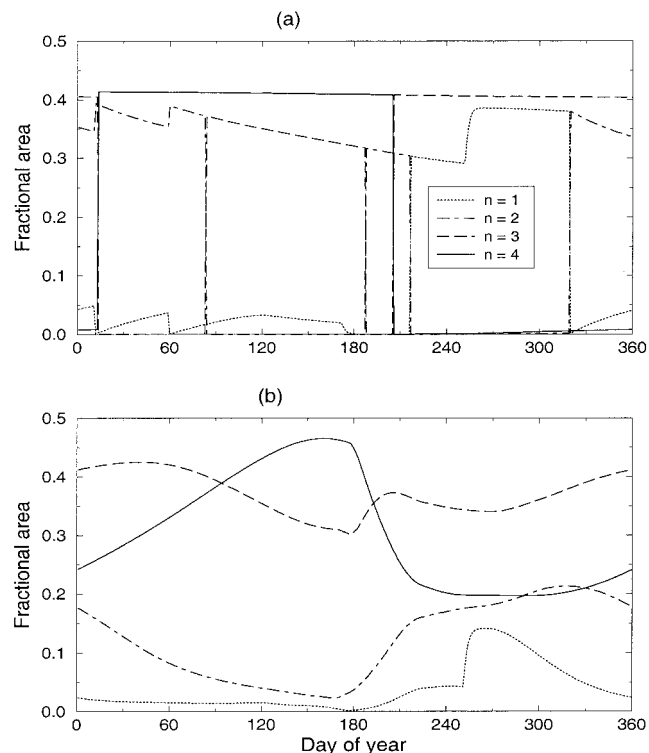 (a)
0.5
0.4
0.3
0.2
0.1
0.0
Fractional area
n = 1
n = 2
n = 3
n = 4
0 60 120 180 240 300 360
(b)
0.5
0.4
0.3
0.2
0.1
0.0
Fractional area
0 60 120 180 240 300 360
Day of year